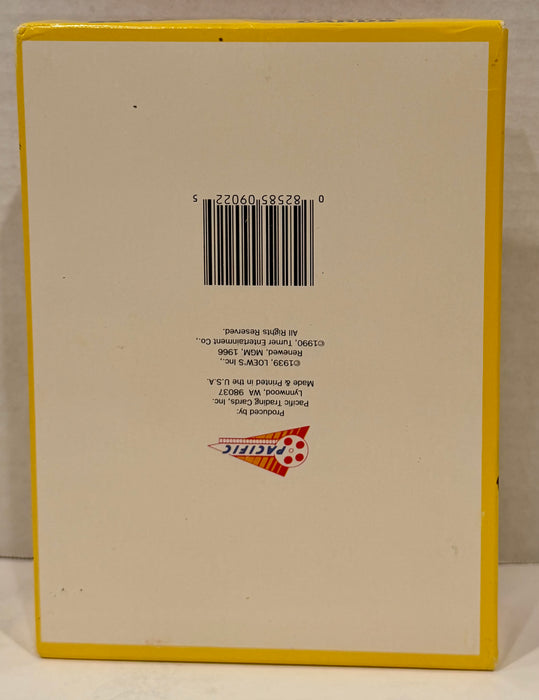 PACIFIC
Produced by:
Pacific Trading Cards, Inc.
Lynnwood, WA 98037
Made & Printed in the U.S.A.
©1939, LOEW'S Inc.,
Renewed, MGM, 1966
©1990, Turner Entertainment Co.,
All Rights Reserved.
0 82585 09022 5